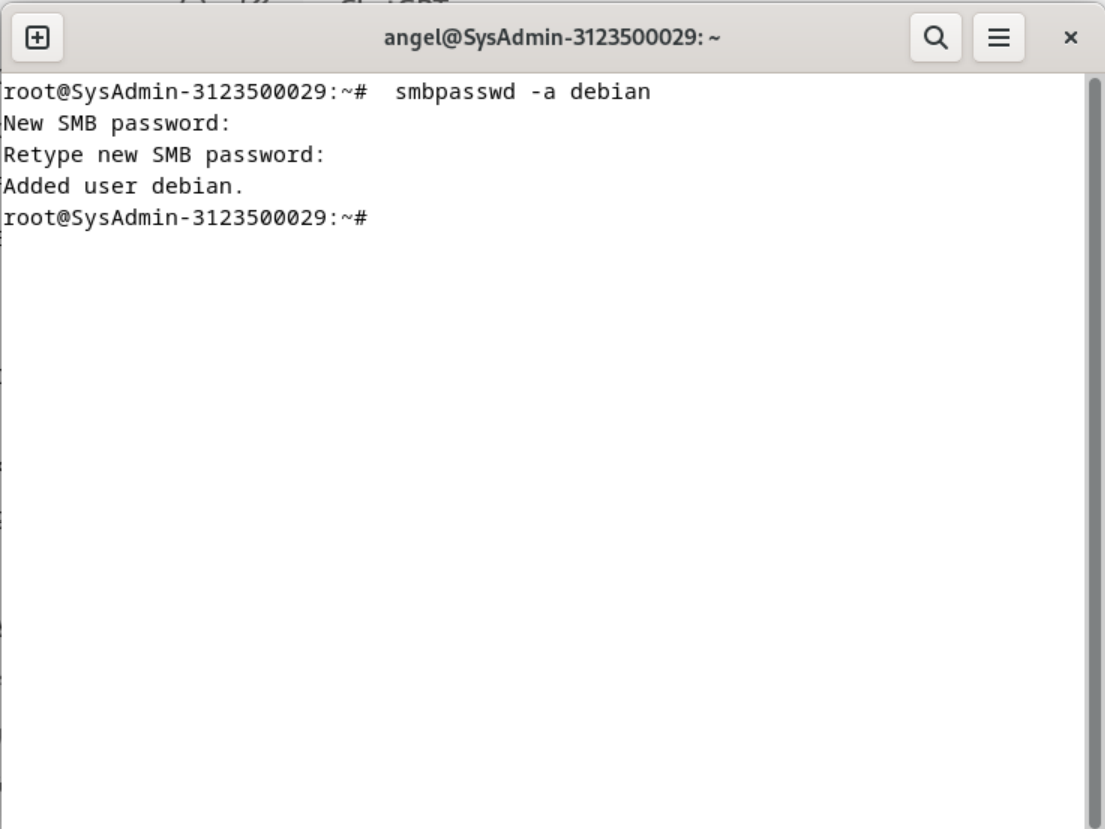 angel@SysAdmin-3123500029: ~
root@SysAdmin-3123500029:~#  smbpasswd -a debian
New SMB password:
Retype new SMB password:
Added user debian.
root@SysAdmin-3123500029:~#